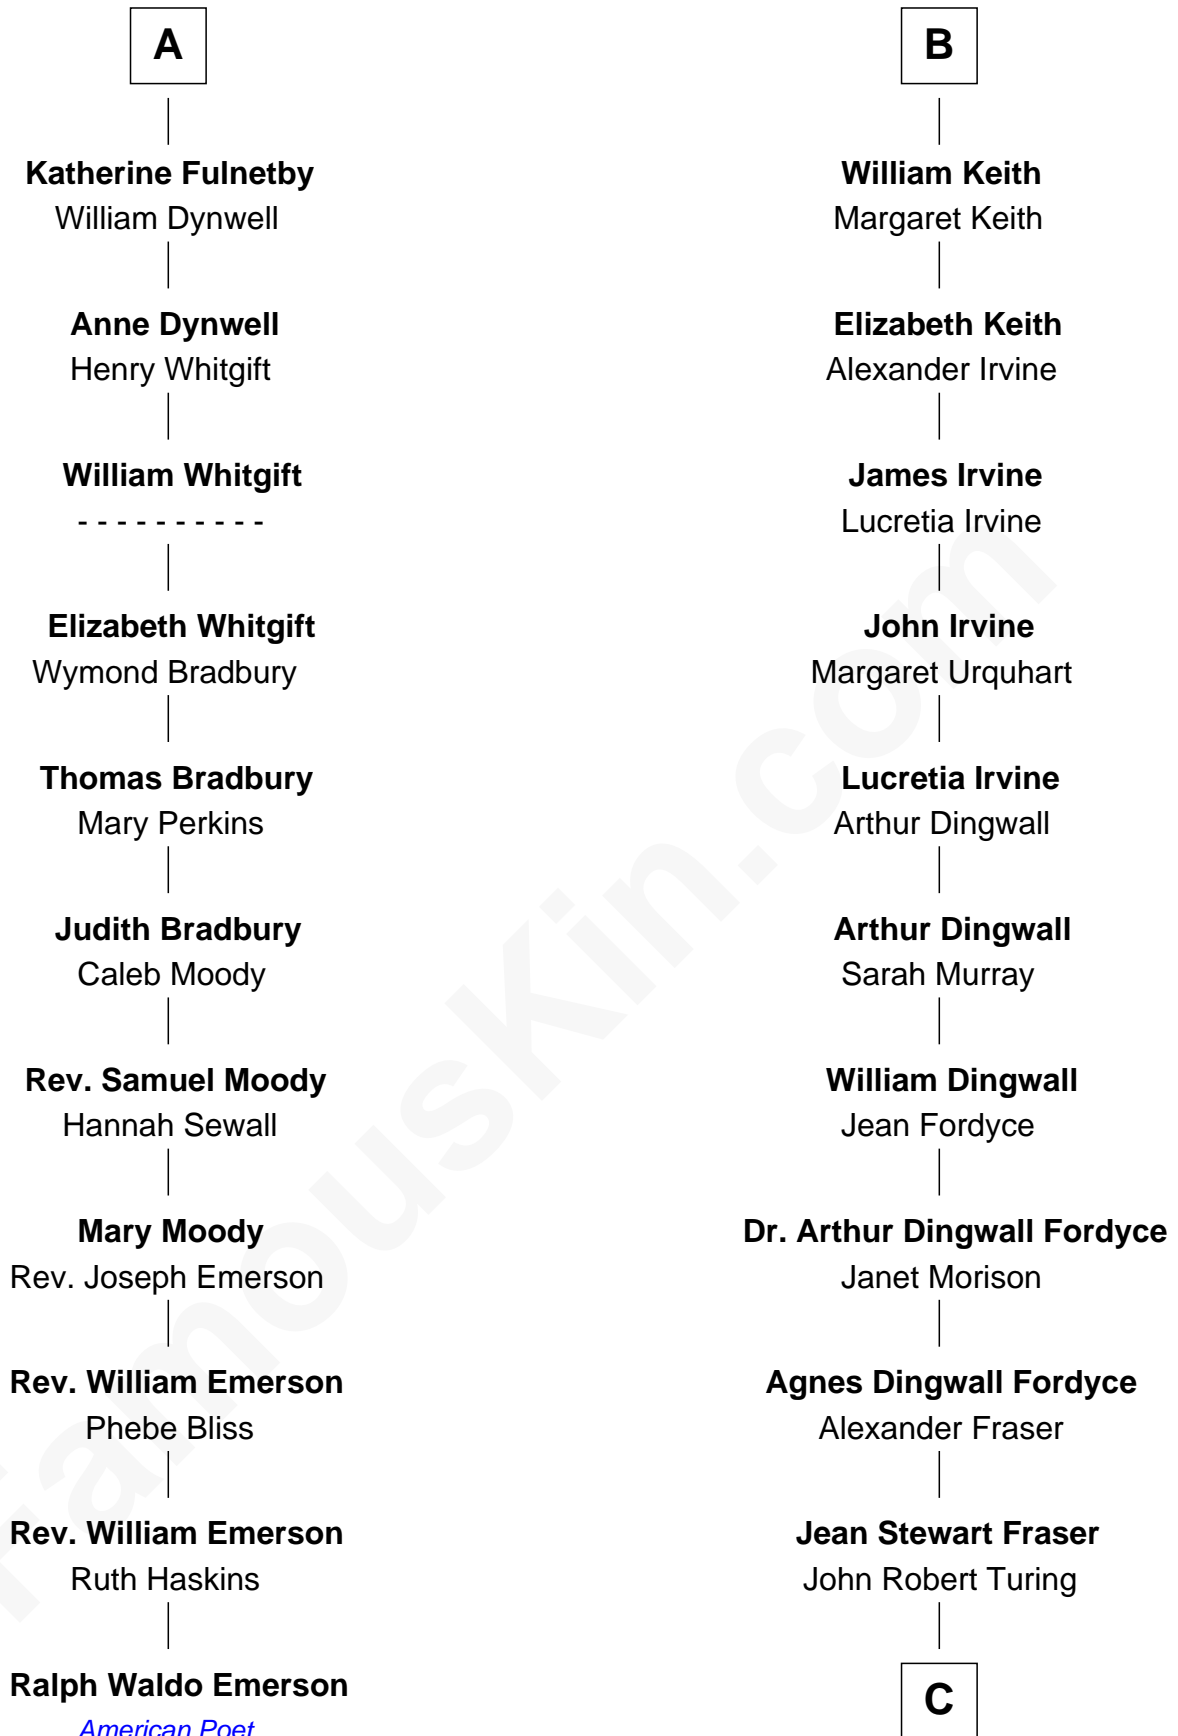 A
Katherine Fulnetby
William Dynwell
Anne Dynwell
Henry Whitgift
William Whitgift
- - - - - - - - - -
Elizabeth Whitgift
Wymond Bradbury
Thomas Bradbury
Mary Perkins
Judith Bradbury
Caleb Moody
Rev. Samuel Moody
Hannah Sewall
Mary Moody
Rev. Joseph Emerson
Rev. William Emerson
Phebe Bliss
Rev. William Emerson
Ruth Haskins
Ralph Waldo Emerson
American Poet
B
William Keith
Margaret Keith
Elizabeth Keith
Alexander Irvine
James Irvine
Lucretia Irvine
John Irvine
Margaret Urquhart
Lucretia Irvine
Arthur Dingwall
Arthur Dingwall
Sarah Murray
William Dingwall
Jean Fordyce
Dr. Arthur Dingwall Fordyce
Janet Morison
Agnes Dingwall Fordyce
Alexander Fraser
Jean Stewart Fraser
John Robert Turing
C
FamousKin.com